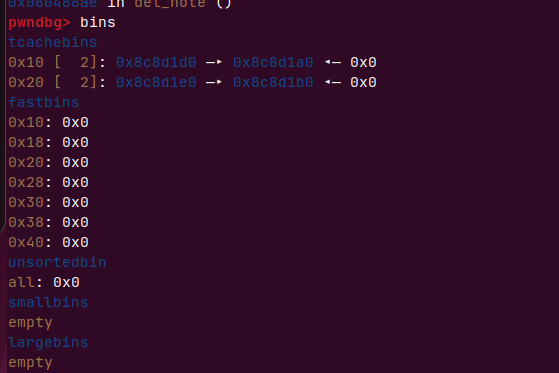 0x080488ae in del_note ()
pwndbg> bins
tcachebins
0x10 [  2]: 0x8c8d1d0 —▸ 0x8c8d1a0 ◂— 0x0
0x20 [  2]: 0x8c8d1e0 —▸ 0x8c8d1b0 ◂— 0x0
fastbins
0x10: 0x0
0x18: 0x0
0x20: 0x0
0x28: 0x0
0x30: 0x0
0x38: 0x0
0x40: 0x0
unsortedbin
all: 0x0
smallbins
empty
largebins
empty